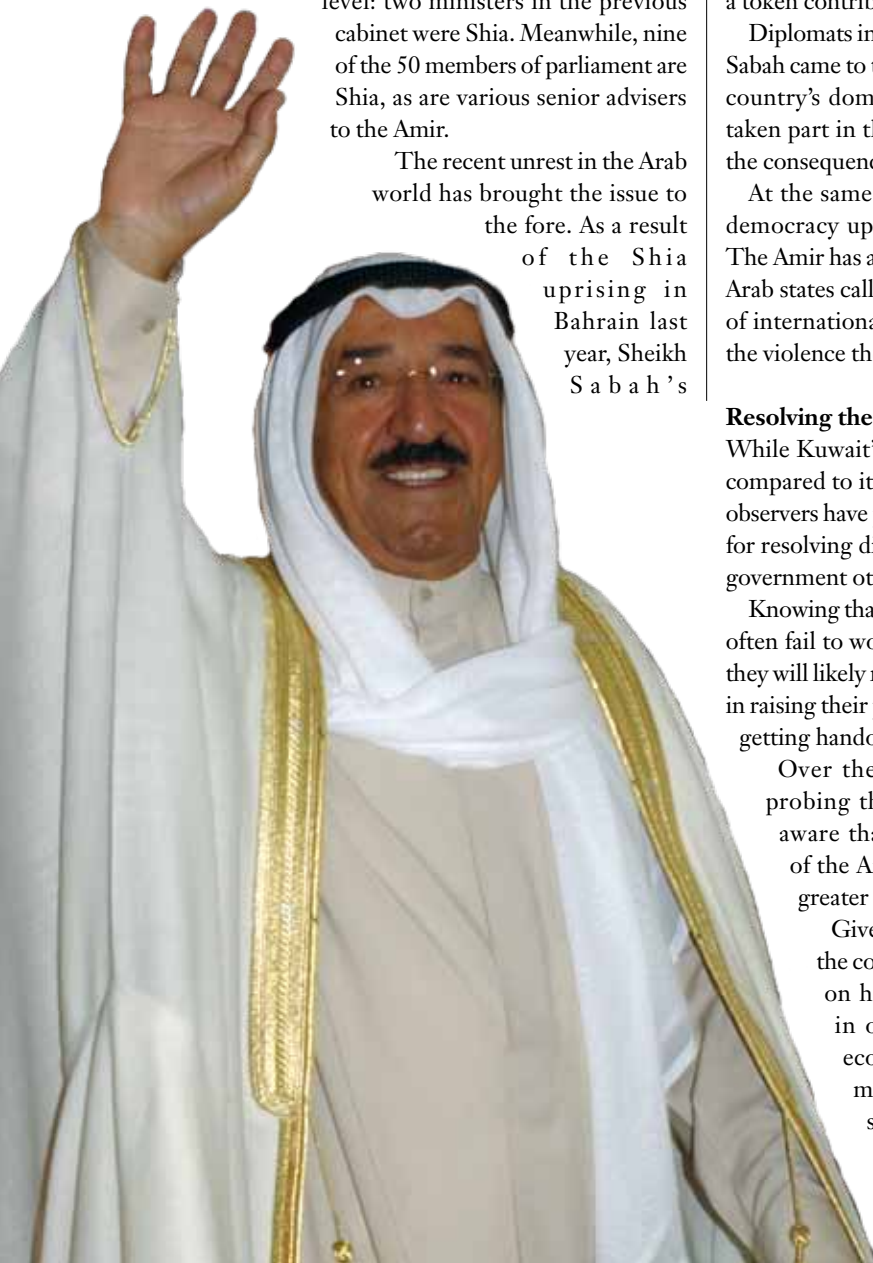 level: two ministers in the previous
cabinet were Shia. Meanwhile, nine
of the 50 members of parliament are
Shia, as are various senior advisers
to the Amir.
The recent unrest in the Arab
world has brought the issue to
the fore. As a result
of the Shia
uprising in
Bahrain last
year, Sheikh
Sabah's
a token contrib
Diplomats in
Sabah came to t
country's dom
taken part in th
the consequenc
At the same
democracy up
The Amir has a
Arab states call
of internationa
the violence th
Resolving the
While Kuwait'
compared to it
observers have
for resolving di
government ot
Knowing tha
often fail to wo
they will likely r
in raising their
getting hando
Over the
probing th
aware tha
of the A
greater
Give
the co
on h
in o
eco
m
s